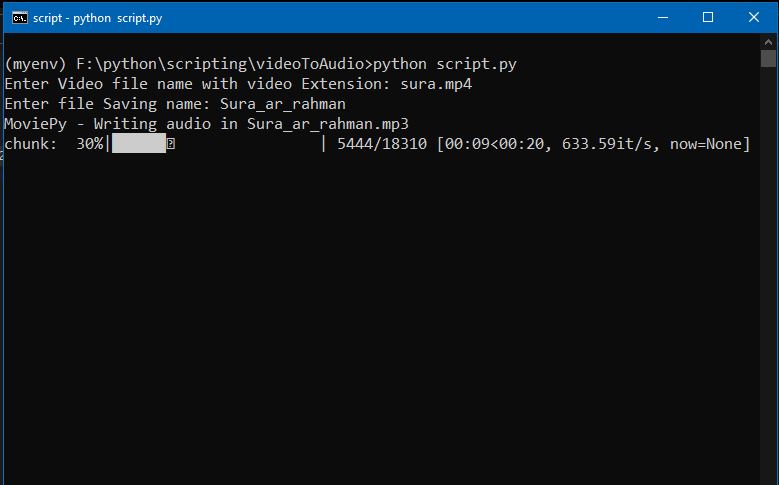 script - python script.py
(myenv) F:\python\scripting\videoToAudio>python script.py
Enter Video file name with video Extension: sura.mp4
Enter file Saving name: Sura_ar_rahman
MoviePy - Writing audio in Sura_ar_rahman.mp3
chunk:  30%|██████⍰                | 5444/18310 [00:09<00:20, 633.59it/s, now=None]